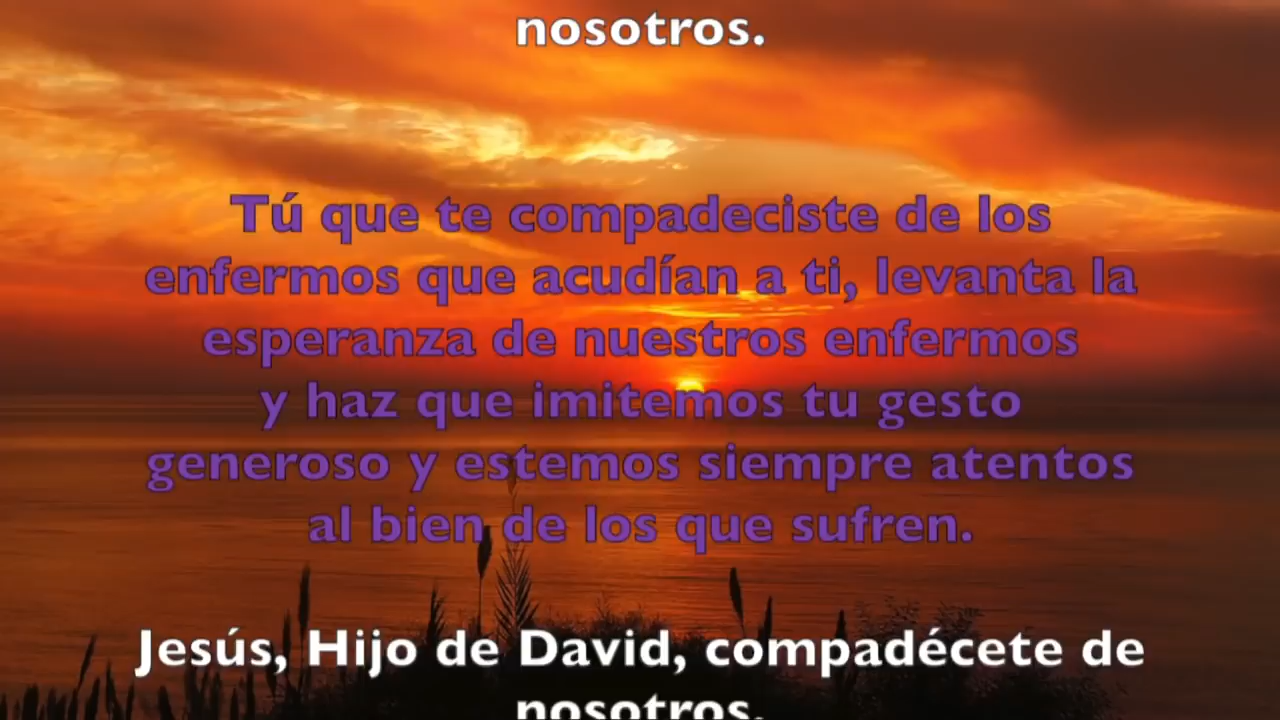 nosotros.
Tú que te compadeciste de los
enfermos que acudían a ti, levanta la
esperanza de nuestros enfermos
y haz que imitemos tu gesto
generoso y estemos siempre atentos
al bien de los que sufren.
Jesús, Hijo de David, compadécete de
nosotros.